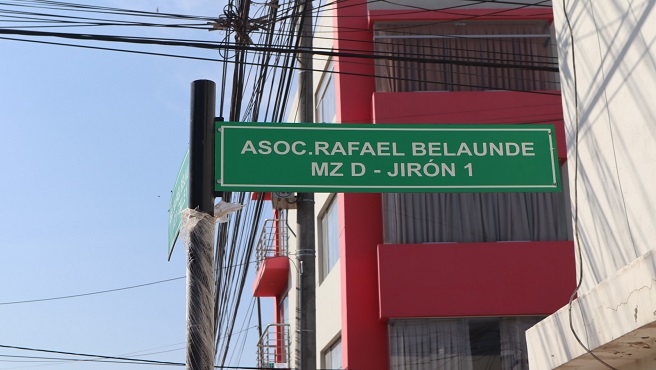 ASOC.RAFAEL BELAUNDE
MZ D - JIRÓN 1